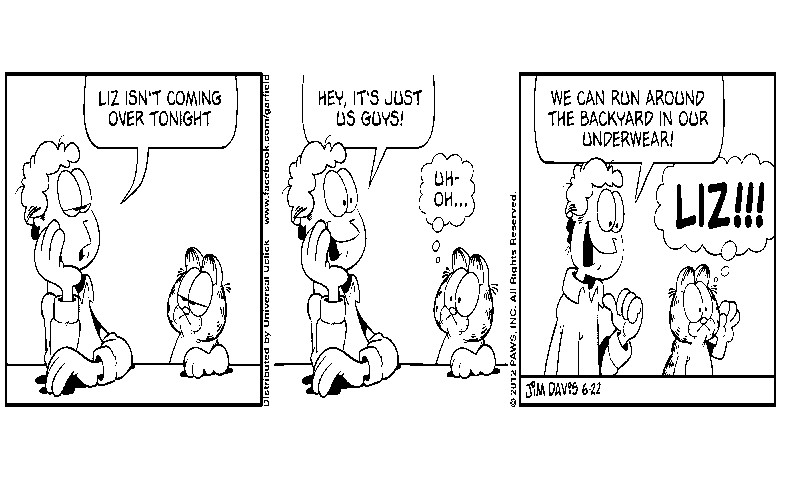 LIZ ISN'T COMING
OVER TONIGHT
Distributed by Universal Uclick www.facebook.com/garfield
HEY, IT'S JUST
US GUYS!
UH-
OH...
© 2012 PAWS, INC. All Rights Reserved.
WE CAN RUN AROUND
THE BACKYARD IN OUR
UNDERWEAR!
LIZ!!!
JIM DAVIS 6-22